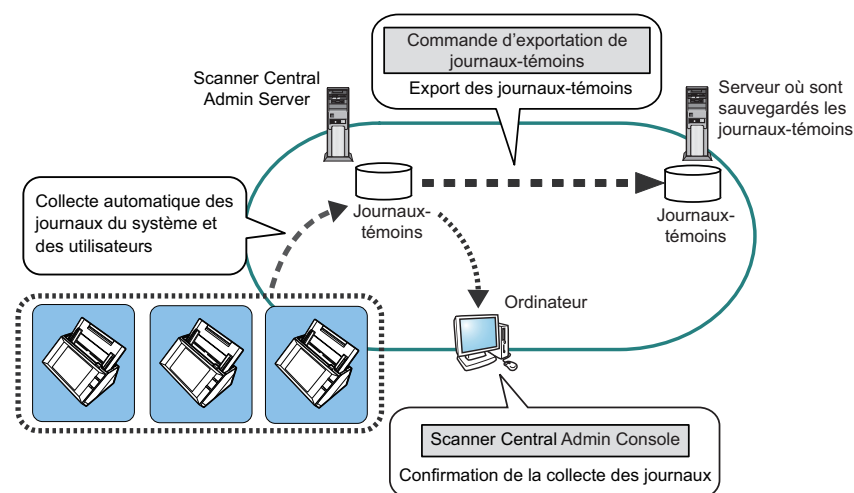 Commande d'exportation de
journaux-témoins
Export des journaux-témoins
Scanner Central
Admin Server
Serveur où sont
sauvegardés les
journaux-témoins
Collecte automatique des
journaux du système et
des utilisateurs
Journaux-
témoins
Journaux-
témoins
Ordinateur
Scanner Central Admin Console
Confirmation de la collecte des journaux